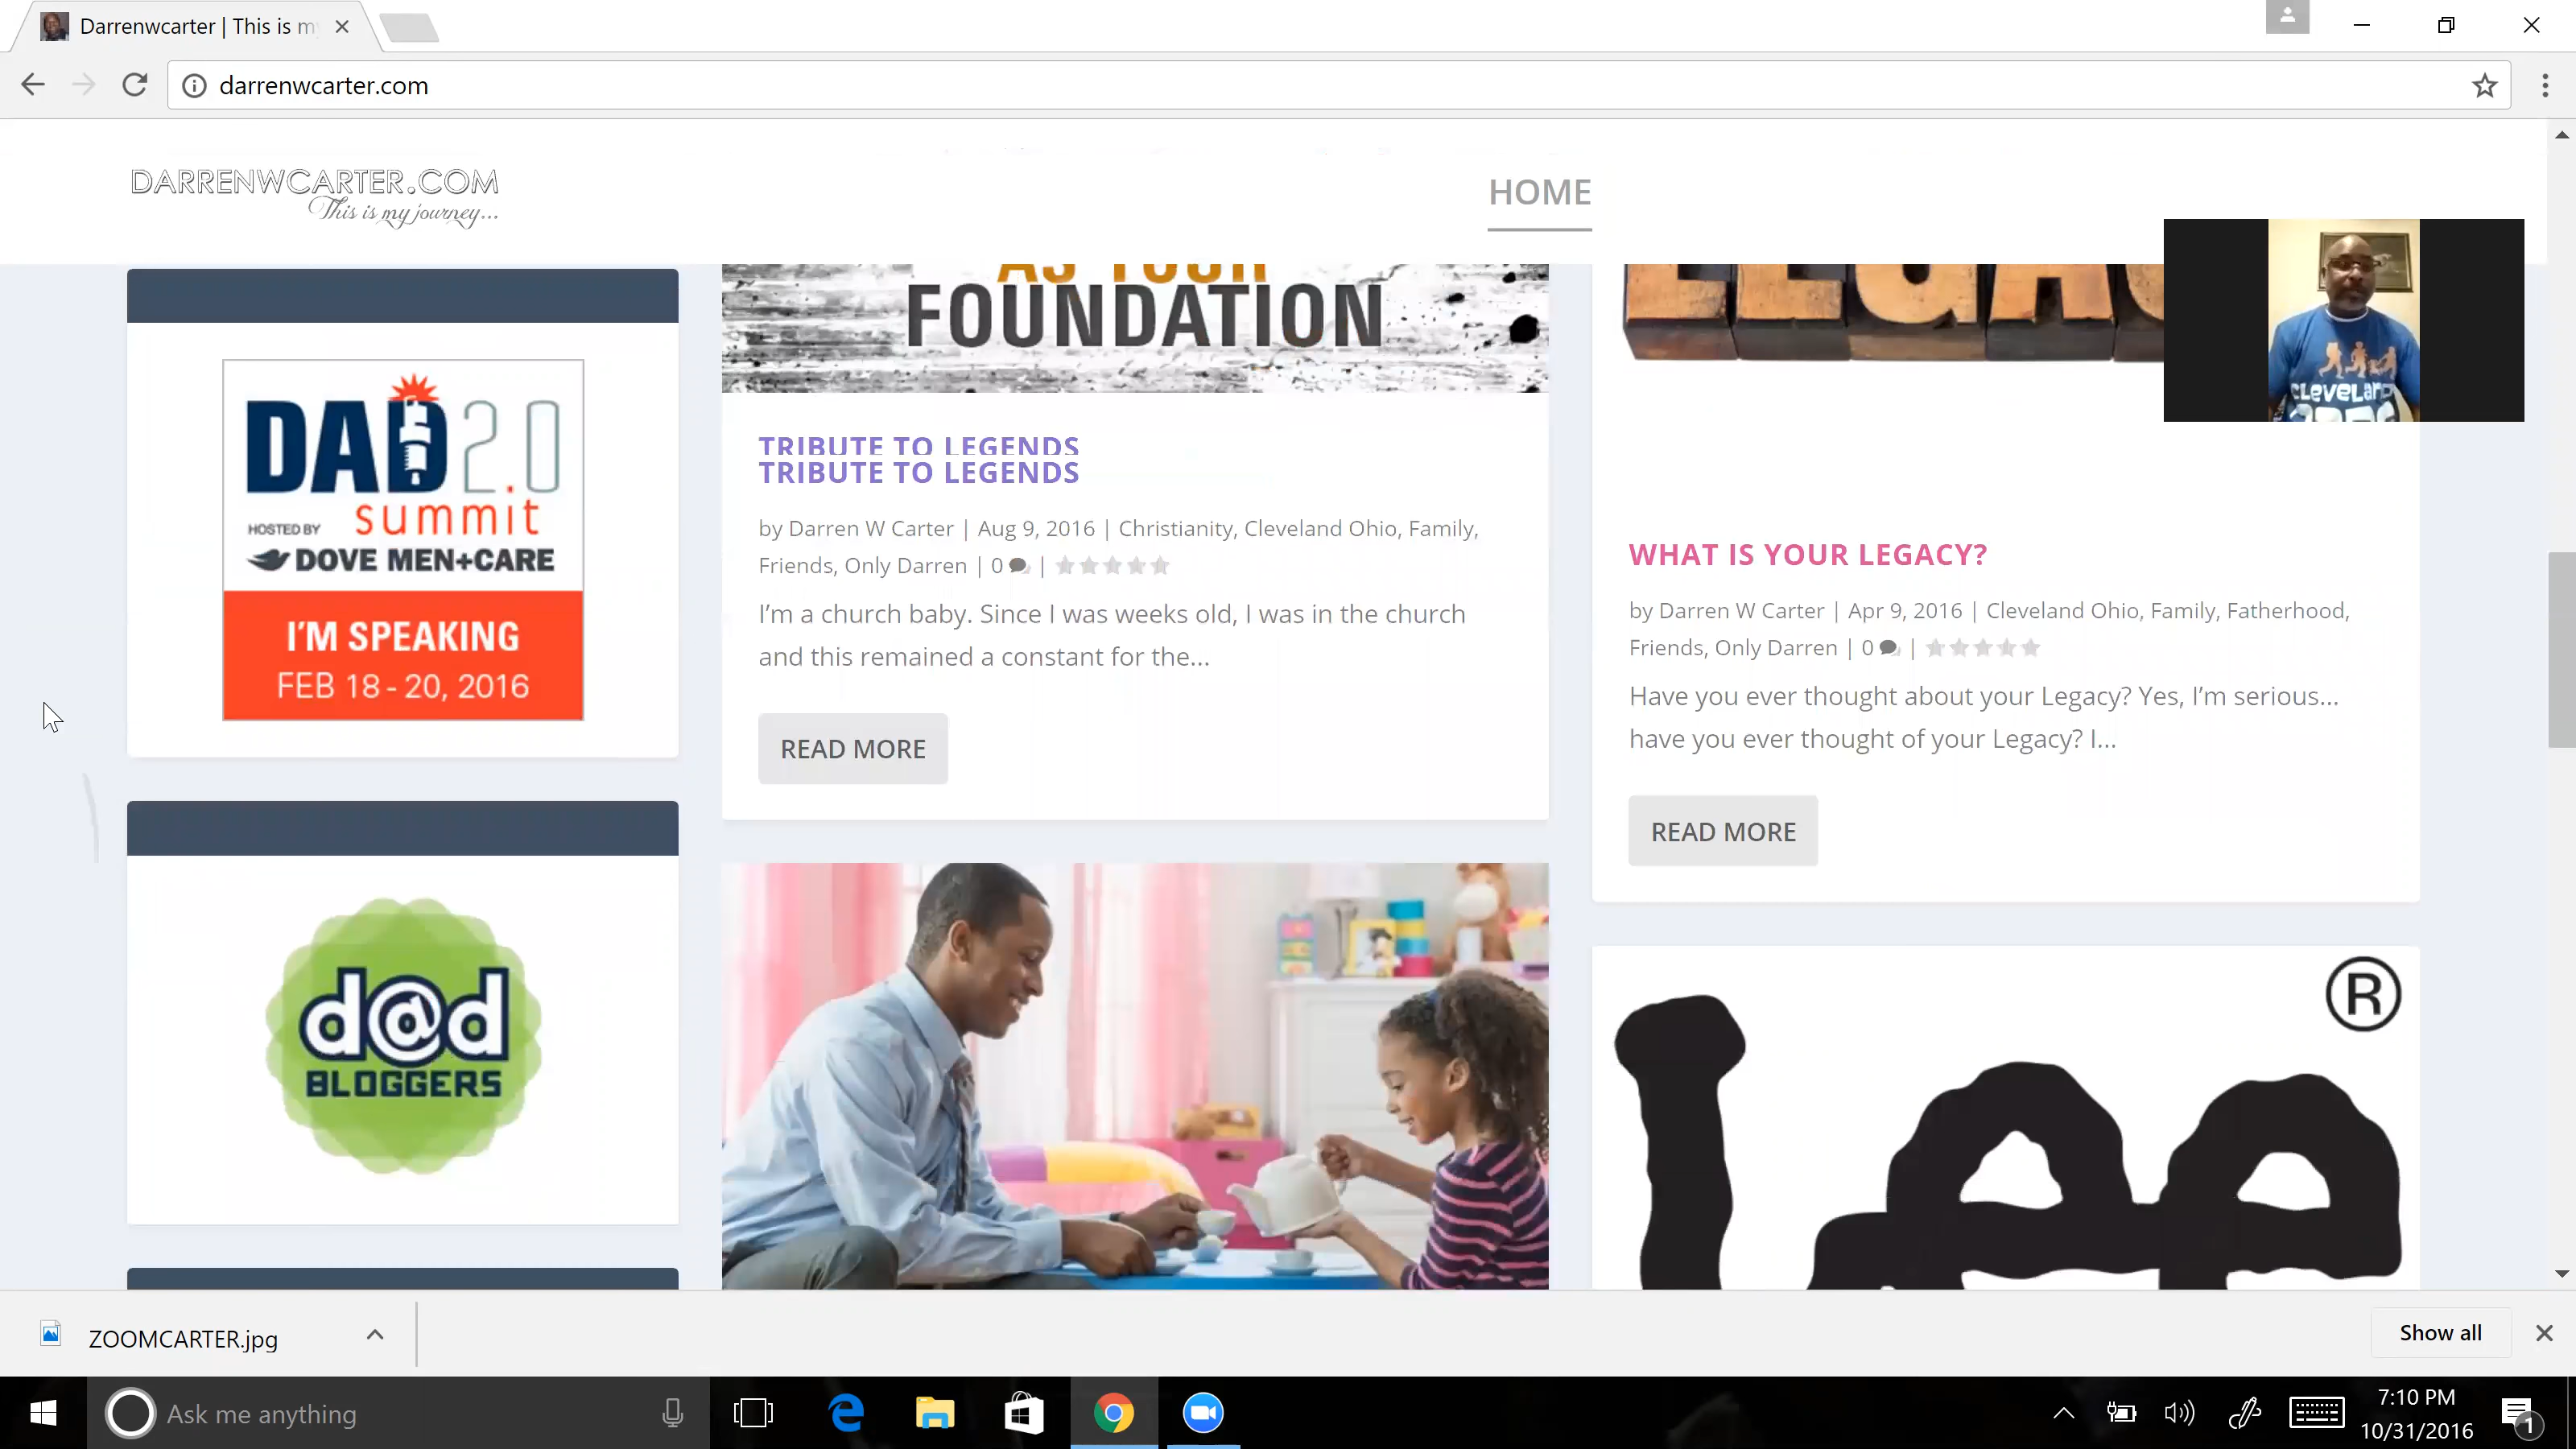 Darrenwcarter | This is my
darrenwcarter.com
DARRENWCARTER.COM
This is my journey...
HOME
DAD 2.0
summit
HOSTED BY
DOVE MEN+CARE
I'M SPEAKING
FEB 18 - 20, 2016
d@d
BLOGGERS
AS YOUR
FOUNDATION
TRIBUTE TO LEGENDS
TRIBUTE TO LEGENDS
by Darren W Carter | Aug 9, 2016 | Christianity, Cleveland Ohio, Family,
Friends, Only Darren | 0 |
I'm a church baby. Since I was weeks old, I was in the church
and this remained a constant for the...
READ MORE
CLEVELAND
WHAT IS YOUR LEGACY?
by Darren W Carter | Apr 9, 2016 | Cleveland Ohio, Family, Fatherhood,
Friends, Only Darren | 0 |
Have you ever thought about your Legacy? Yes, I'm serious...
have you ever thought of your Legacy? I...
READ MORE
Lee
®
ZOOMCARTER.jpg
Show all
Ask me anything
7:10 PM
10/31/2016
1